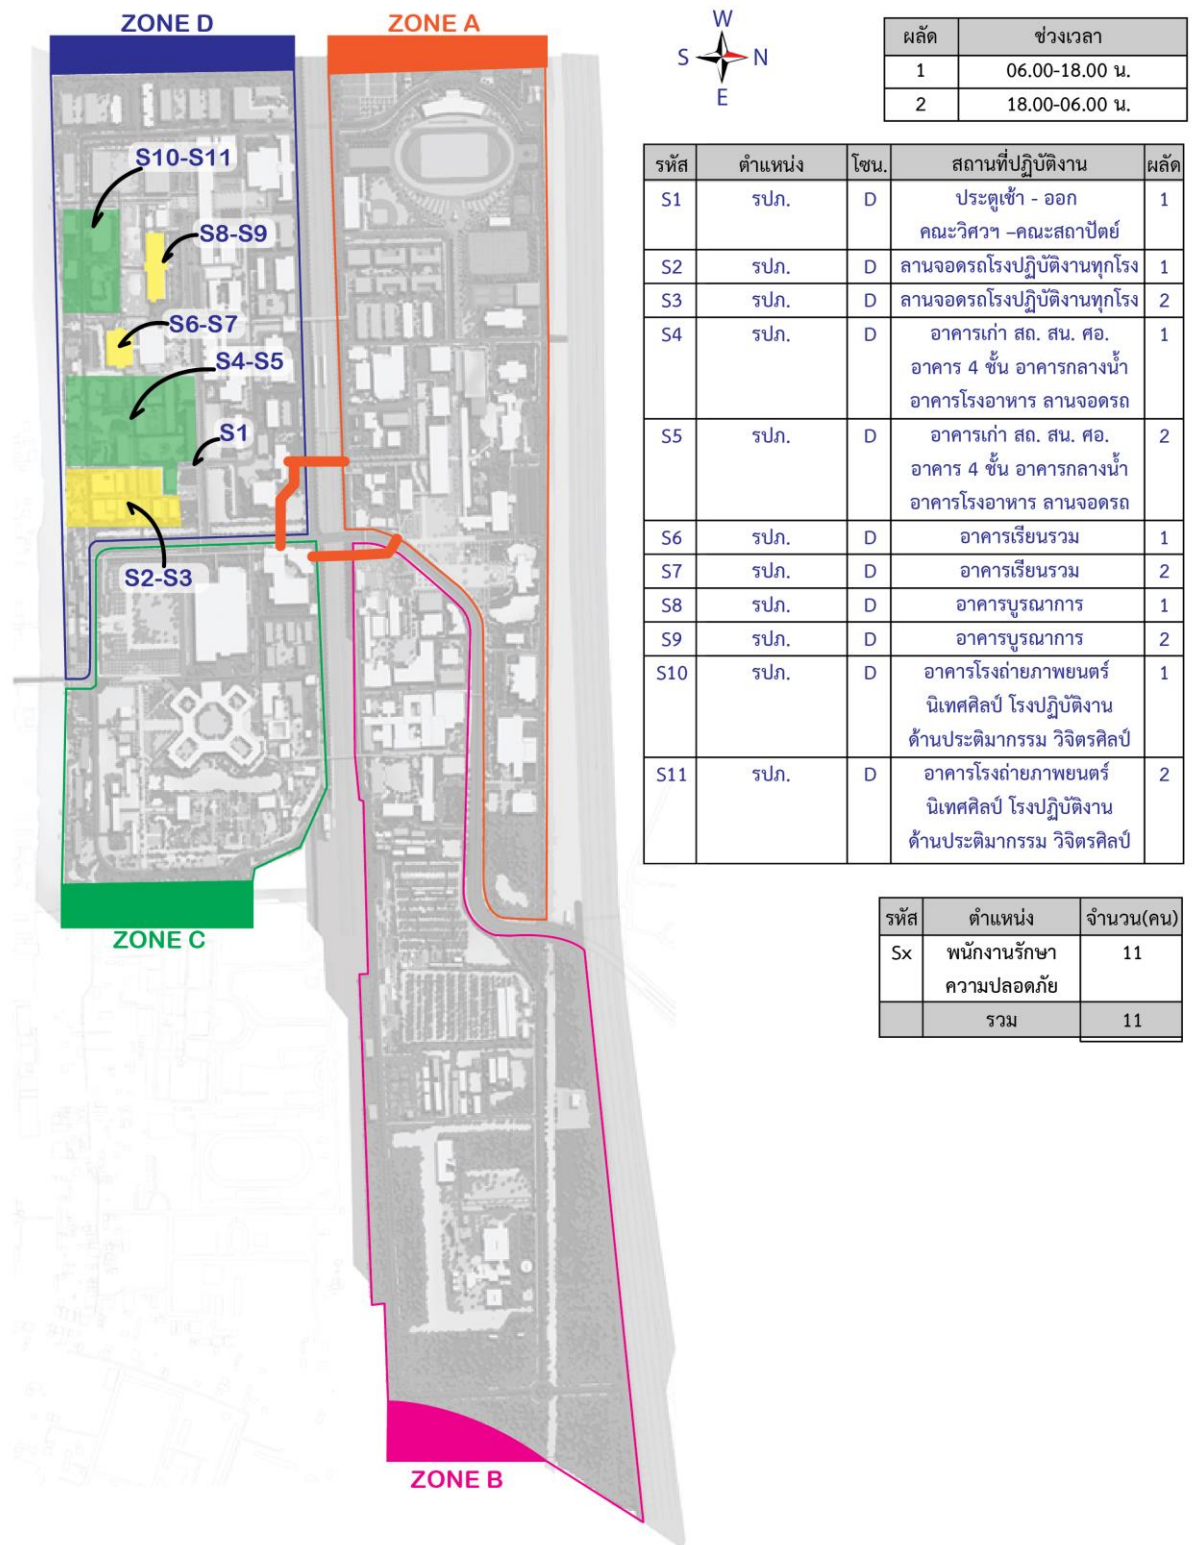 ZONE D
ZONE A
S10-S11
S8-S9
S6-S7
S4-S5
S1
S2-S3
ZONE C
ZONE B
W
S N
E
ผลัด ช่วงเวลา
1 06.00-18.00 น.
2 18.00-06.00 น.
รหัส ตำแหน่ง โซน. สถานที่ปฏิบัติงาน ผลัด
S1 รปภ. D ประตูเช้า - ออก 1
คณะวิศวฯ –คณะสถาปัตย์
S2 รปภ. D ลานจอดรถโรงปฏิบัติงานทุกโรง 1
S3 รปภ. D ลานจอดรถโรงปฏิบัติงานทุกโรง 2
S4 รปภ. D อาคารเก่า สถ. สน. ศอ. 1
อาคาร 4 ชั้น อาคารกลางน้ำ
อาคารโรงอาหาร ลานจอดรถ
S5 รปภ. D อาคารเก่า สถ. สน. ศอ. 2
อาคาร 4 ชั้น อาคารกลางน้ำ
อาคารโรงอาหาร ลานจอดรถ
S6 รปภ. D อาคารเรียนรวม 1
S7 รปภ. D อาคารเรียนรวม 2
S8 รปภ. D อาคารบูรณาการ 1
S9 รปภ. D อาคารบูรณาการ 2
S10 รปภ. D อาคารโรงถ่ายภาพยนตร์ 1
นิเทศศิลป์ โรงปฏิบัติงาน
ด้านประติมากรรม วิจิตรศิลป์
S11 รปภ. D อาคารโรงถ่ายภาพยนตร์ 2
นิเทศศิลป์ โรงปฏิบัติงาน
ด้านประติมากรรม วิจิตรศิลป์
รหัส ตำแหน่ง จำนวน(คน)
Sx พนักงานรักษา 11
ความปลอดภัย
รวม 11